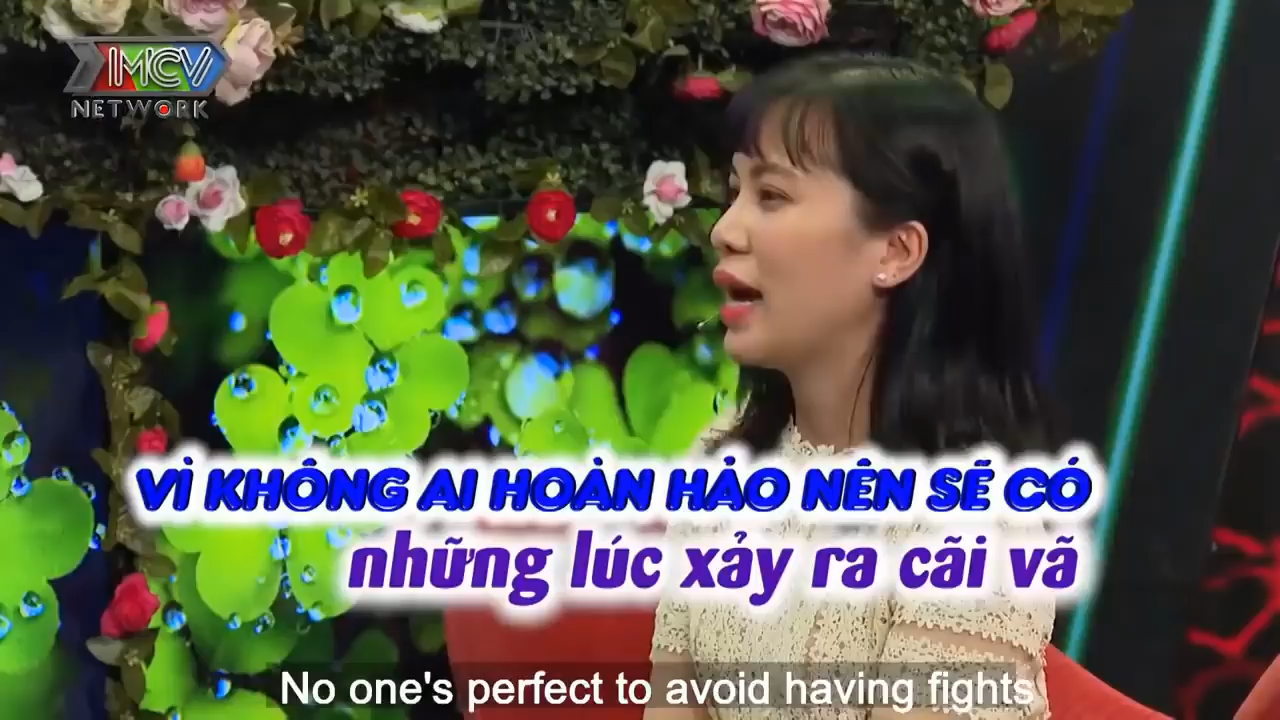 MCV
NETWORK
VÌ KHÔNG AI HOÀN HẢO NÊN SẼ CÓ
những lúc xảy ra cãi vã
No one's perfect to avoid having fights